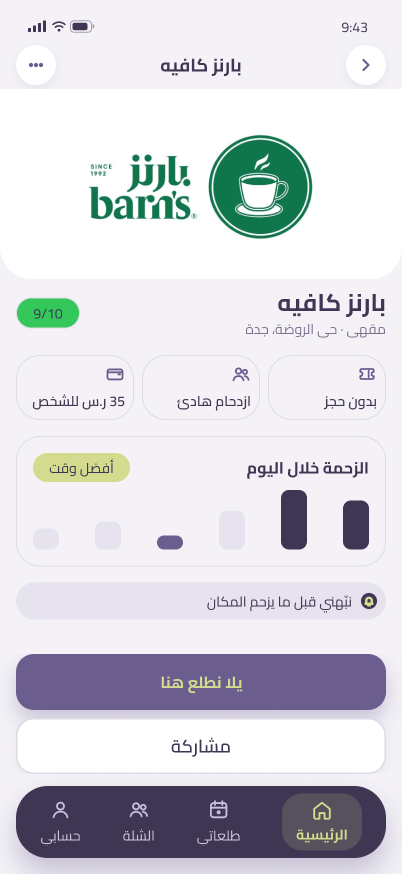 9:43
بارنز كافيه
•••
بارنز
SINCE
1992
barn's®
بارنز كافيه
9/10
مقهى · حي الروضة، جدة
بدون حجز
ازدحام هادئ
35 ر.س للشخص
الزحمة خلال اليوم
أفضل وقت
نبّهني قبل ما يزحم المكان
يلا نطلع هنا
مشاركة
الرئيسية
طلعاتي
الشلة
حسابي